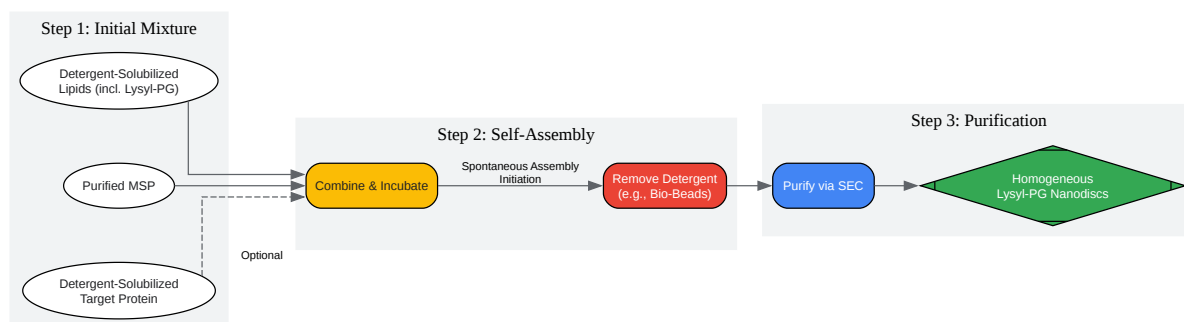 Step 1: Initial Mixture
Detergent-Solubilized
Lipids (incl. Lysyl-PG)
Purified MSP
Detergent-Solubilized
Target Protein
Optional
Step 2: Self-Assembly
Combine & Incubate
Spontaneous Assembly
Initiation
Remove Detergent
(e.g., Bio-Beads)
Step 3: Purification
Purify via SEC
Homogeneous
Lysyl-PG Nanodiscs